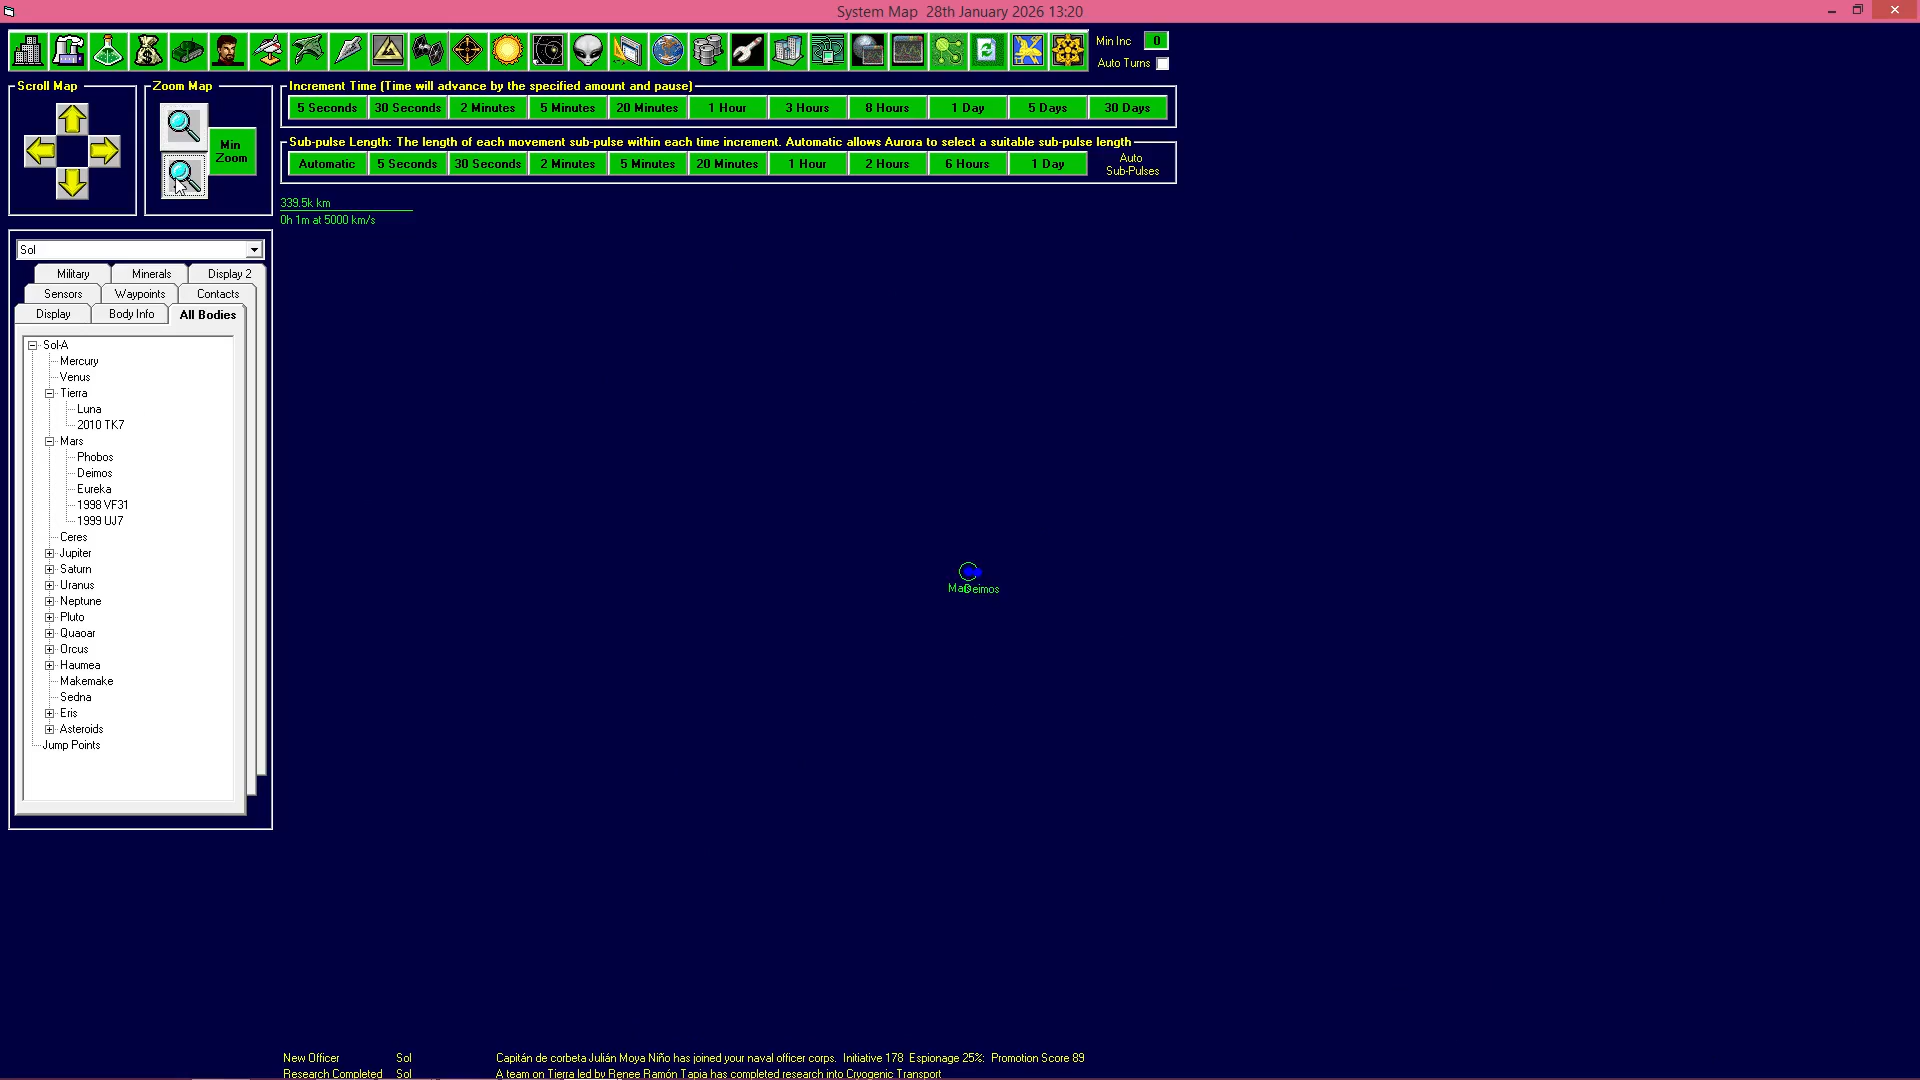 System Map  28th January 2026 13:20
Min Inc 0
Auto Turns
Scroll Map
Zoom Map
Min Zoom
Increment Time (Time will advance by the specified amount and pause)
5 Seconds 30 Seconds 2 Minutes 5 Minutes 20 Minutes 1 Hour 3 Hours 8 Hours 1 Day 5 Days 30 Days
Sub-pulse Length: The length of each movement sub-pulse within each time increment. Automatic allows Aurora to select a suitable sub-pulse length
Automatic 5 Seconds 30 Seconds 2 Minutes 5 Minutes 20 Minutes 1 Hour 2 Hours 6 Hours 1 Day
Auto
Sub-Pulses
339.5k km
0h 1m at 5000 km/s
Sol
Military Minerals Display 2
Sensors Waypoints Contacts
Display Body Info All Bodies
Sol-A
Mercury
Venus
Tierra
Luna
2010 TK7
Mars
Phobos
Deimos
Eureka
1998 VF31
1999 UJ7
Ceres
Jupiter
Saturn
Uranus
Neptune
Pluto
Quaoar
Orcus
Haumea
Makemake
Sedna
Eris
Asteroids
Jump Points
Deimos
New Officer Sol Capitán de corbeta Julián Moya Niño has joined your naval officer corps.  Initiative 178  Espionage 25%:  Promotion Score 89
Research Completed Sol A team on Tierra led by Renee Ramón Tapia has completed research into Cryogenic Transport